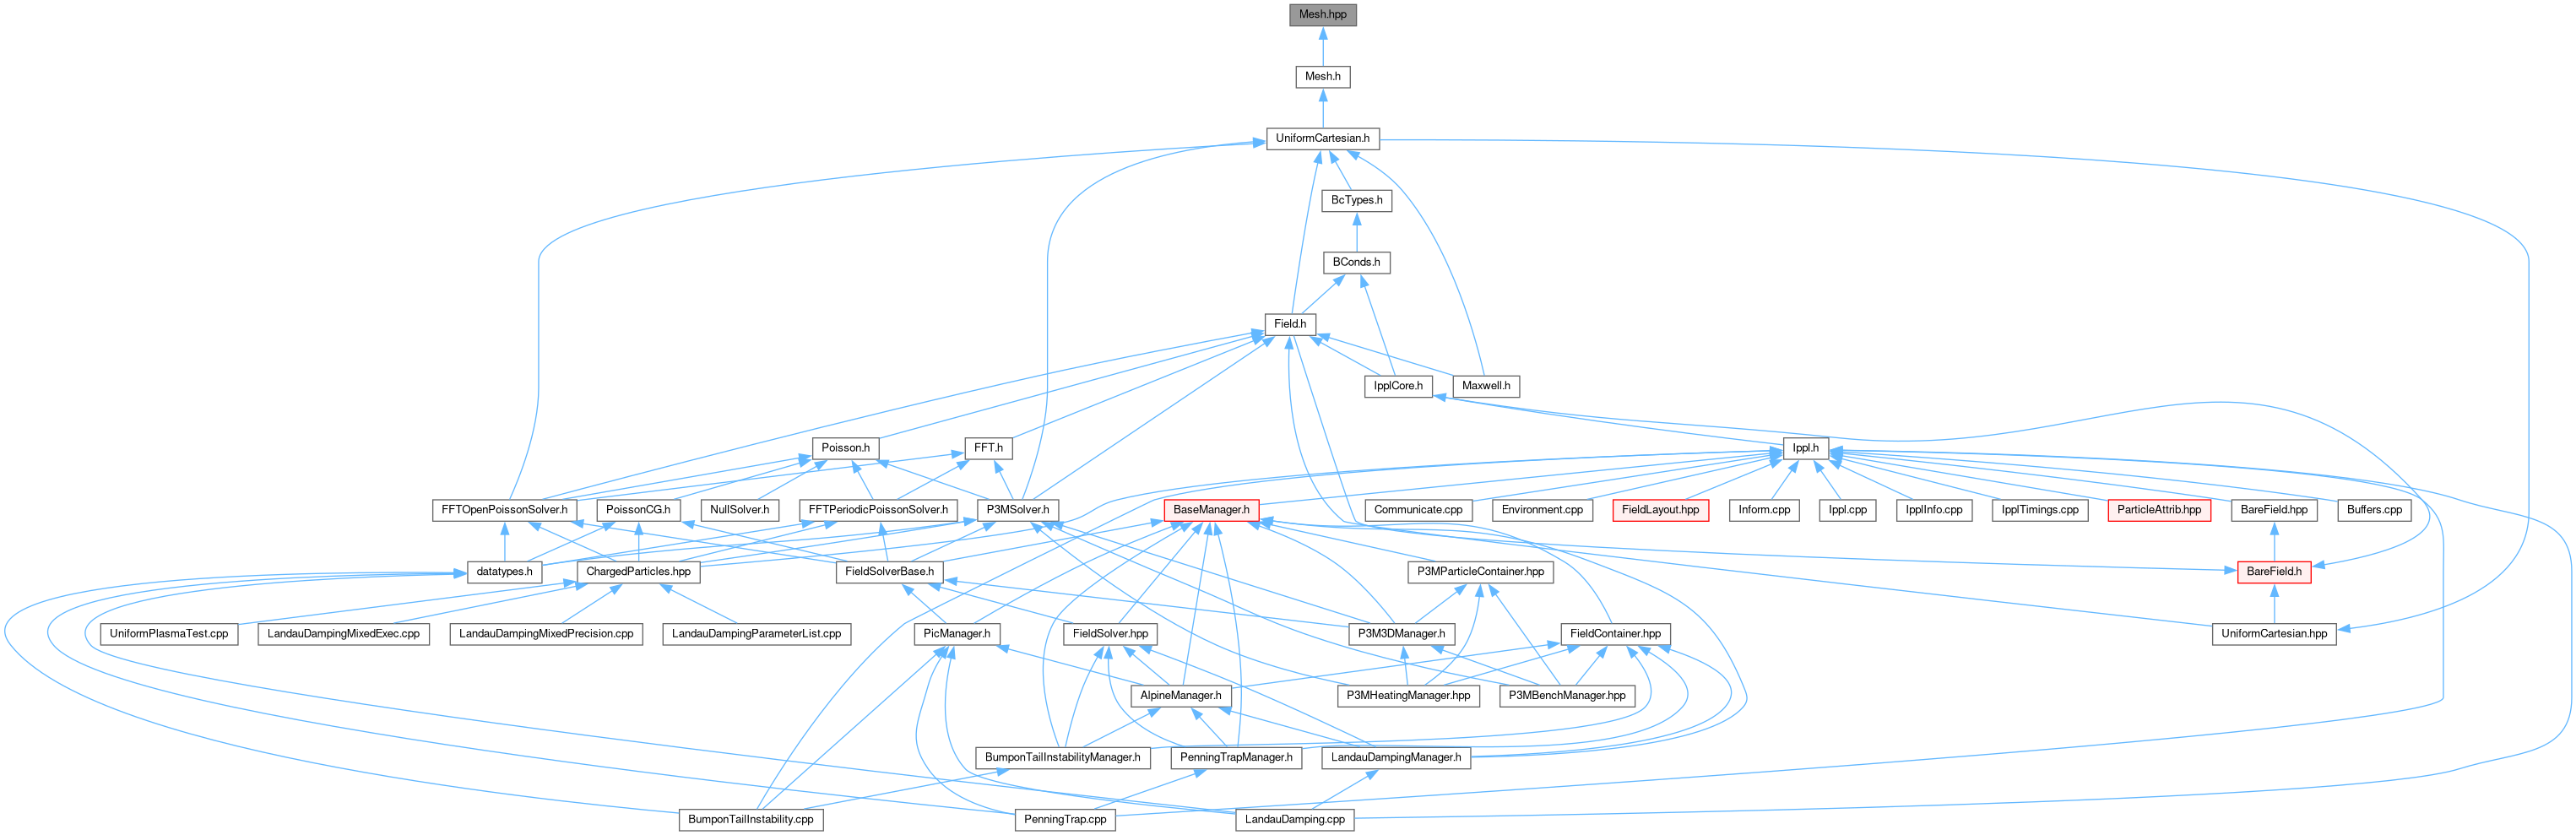 Mesh.hpp
Mesh.h
UniformCartesian.h
BcTypes.h
BConds.h
Field.h
IpplCore.h
Maxwell.h
Poisson.h
FFT.h
Ippl.h
FFTOpenPoissonSolver.h
PoissonCG.h
NullSolver.h
FFTPeriodicPoissonSolver.h
P3MSolver.h
BaseManager.h
Communicate.cpp
Environment.cpp
FieldLayout.hpp
Inform.cpp
Ippl.cpp
IpplInfo.cpp
IpplTimings.cpp
ParticleAttrib.hpp
BareField.hpp
Buffers.cpp
datatypes.h
ChargedParticles.hpp
FieldSolverBase.h
P3MParticleContainer.hpp
BareField.h
UniformPlasmaTest.cpp
LandauDampingMixedExec.cpp
LandauDampingMixedPrecision.cpp
LandauDampingParameterList.cpp
PicManager.h
FieldSolver.hpp
P3M3DManager.h
FieldContainer.hpp
UniformCartesian.hpp
AlpineManager.h
P3MHeatingManager.hpp
P3MBenchManager.hpp
BumponTailInstabilityManager.h
PenningTrapManager.h
LandauDampingManager.h
BumponTailInstability.cpp
PenningTrap.cpp
LandauDamping.cpp